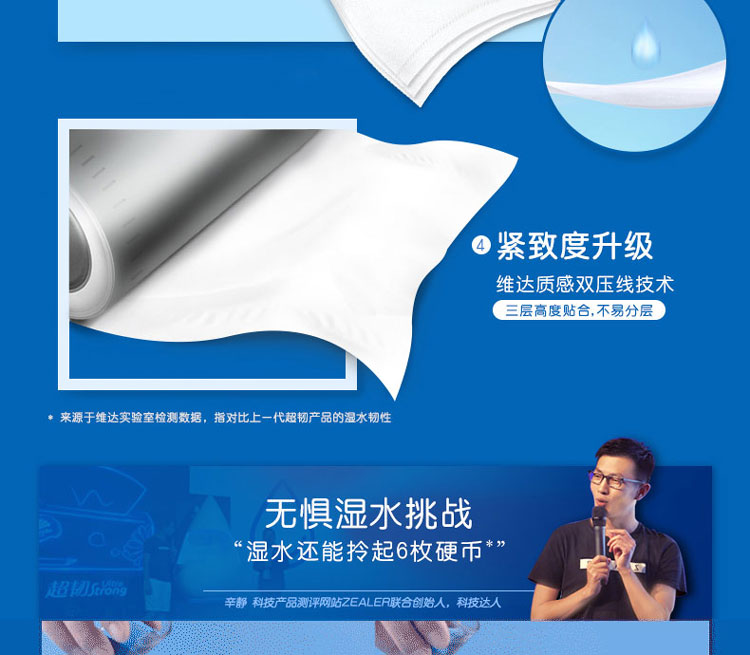 4 紧致度升级
维达质感双压线技术
三层高度贴合,不易分层
* 来源于维达实验室检测数据，指对比上一代超韧产品的湿水韧性
无惧湿水挑战
“湿水还能拎起6枚硬币*”
超韧 Strong
辛静 科技产品测评网站ZEALER联合创始人，科技达人